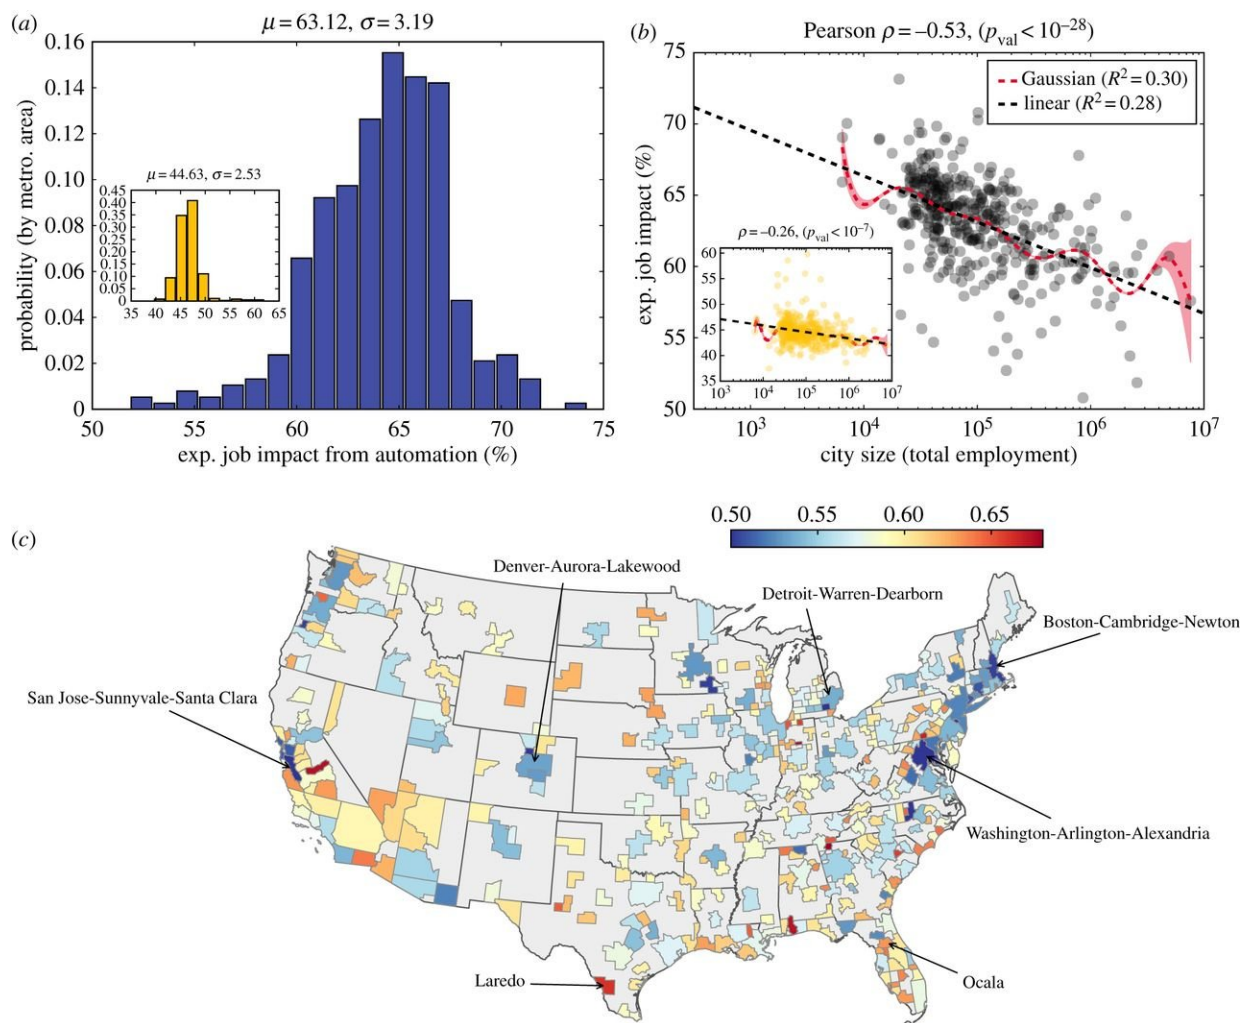 (a)
μ = 63.12, σ = 3.19
0.16
0.14
0.12
0.10
0.08
0.06
0.04
0.02
0
probability (by metro. area)
50
60
65
70
75
exp. job impact from automation (%)
μ = 44.63, σ = 2.53
0.45
0.40
0.35
0.30
0.25
0.20
0.15
0.10
0.05
0
35 40 45 50 55 60 65
(b)
Pearson ρ = –0.53, (pval < 10–28)
75
70
65
60
55
50
exp. job impact (%)
Gaussian (R2 = 0.30)
linear (R2 = 0.28)
ρ = –0.26, (pval < 10–7)
60
55
50
45
40
35
103 104 105 106 107
103 104 105 106 107
city size (total employment)
(c)
0.50 0.55 0.60 0.65
Denver-Aurora-Lakewood
Detroit-Warren-Dearborn
Boston-Cambridge-Newton
San Jose-Sunnyvale-Santa Clara
Washington-Arlington-Alexandria
Laredo
Ocala